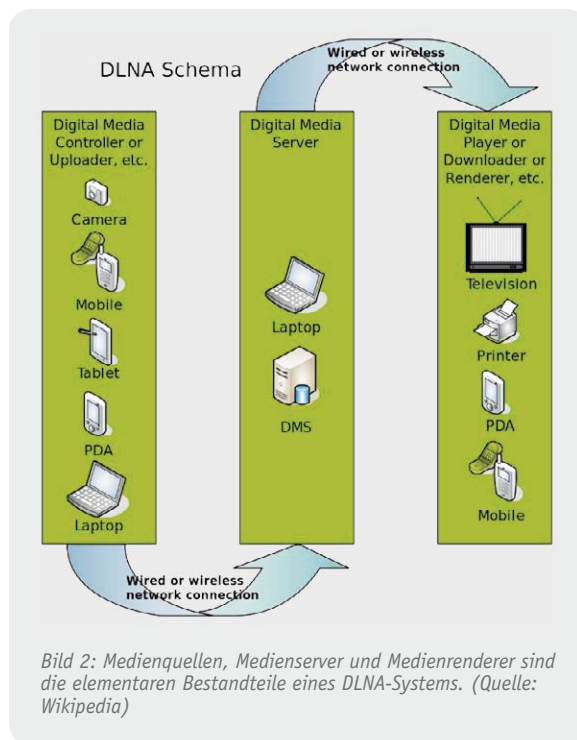 DLNA Schema
Wired or wireless
network connection
Digital Media
Controller or
Uploader, etc.
Camera
Mobile
Tablet
PDA
Laptop
Digital Media
Server
Laptop
DMS
Digital Media
Player or
Downloader or
Renderer, etc.
Television
Printer
PDA
Mobile
Wired or wireless
network connection
Bild 2: Medienquellen, Medienserver und Medienrenderer sind
die elementaren Bestandteile eines DLNA-Systems. (Quelle:
Wikipedia)